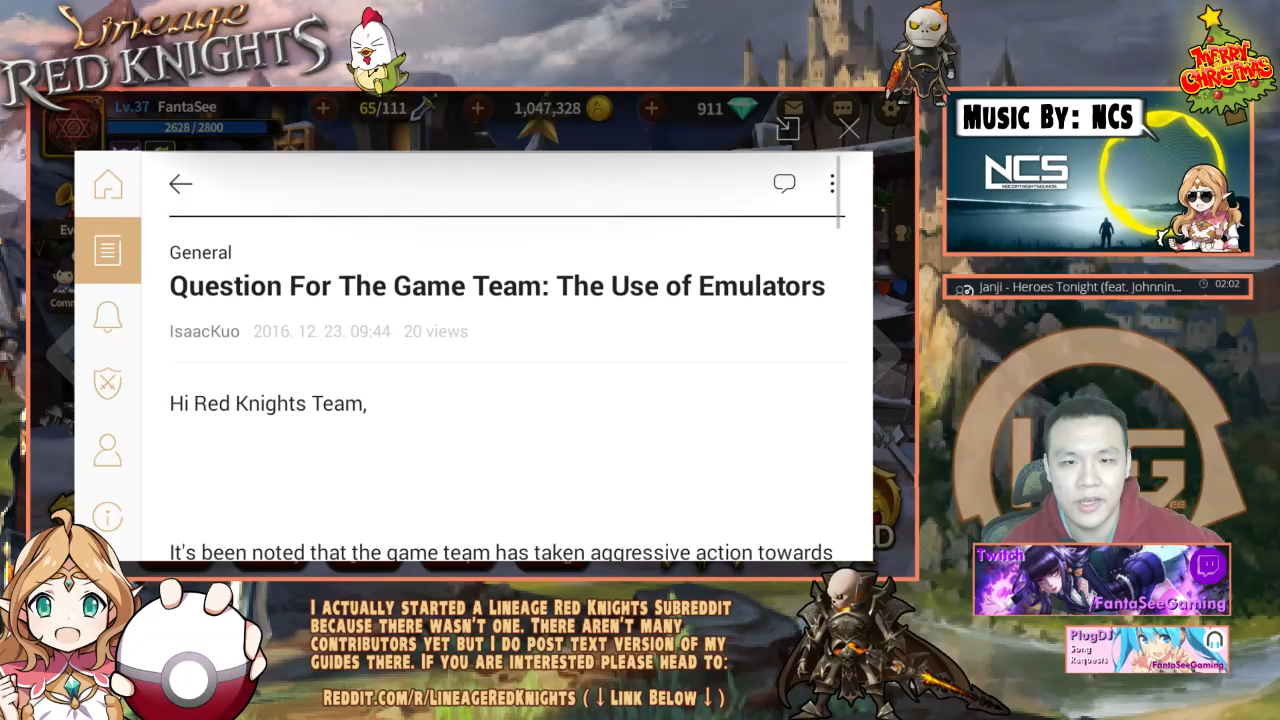 Lineage
RED KNIGHTS
MERRY
CHRISTMAS
Lv.37 FantaSee
2628 / 2800
65/111
1,047,328
911
General
Question For The Game Team: The Use of Emulators
IsaacKuo 2016. 12. 23. 09:44 20 views
Hi Red Knights Team,
It's been noted that the game team has taken aggressive action towards
MUSIC BY: NCS
NCS
NOCOPYRIGHTSOUNDS
Janji - Heroes Tonight (feat. Johnnin... 02:02
Twitch
/FantaSeeGaming
PlugDJ
Song
Requests
FantaSeeGaming
I ACTUALLY STARTED A LINEAGE RED KNIGHTS SUBREDDIT
BECAUSE THERE WASN'T ONE. THERE AREN'T MANY
CONTRIBUTORS YET BUT I DO POST TEXT VERSION OF MY
GUIDES THERE. IF YOU ARE INTERESTED PLEASE HEAD TO:
REDDIT.COM/R/LINEAGEREDKNIGHTS ( ↓ LINK BELOW ↓ )